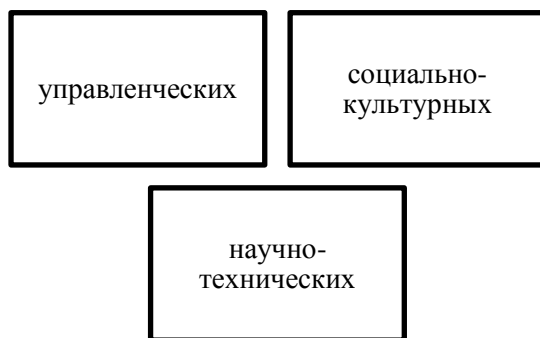 управленческих
социально-
культурных
научно-
технических